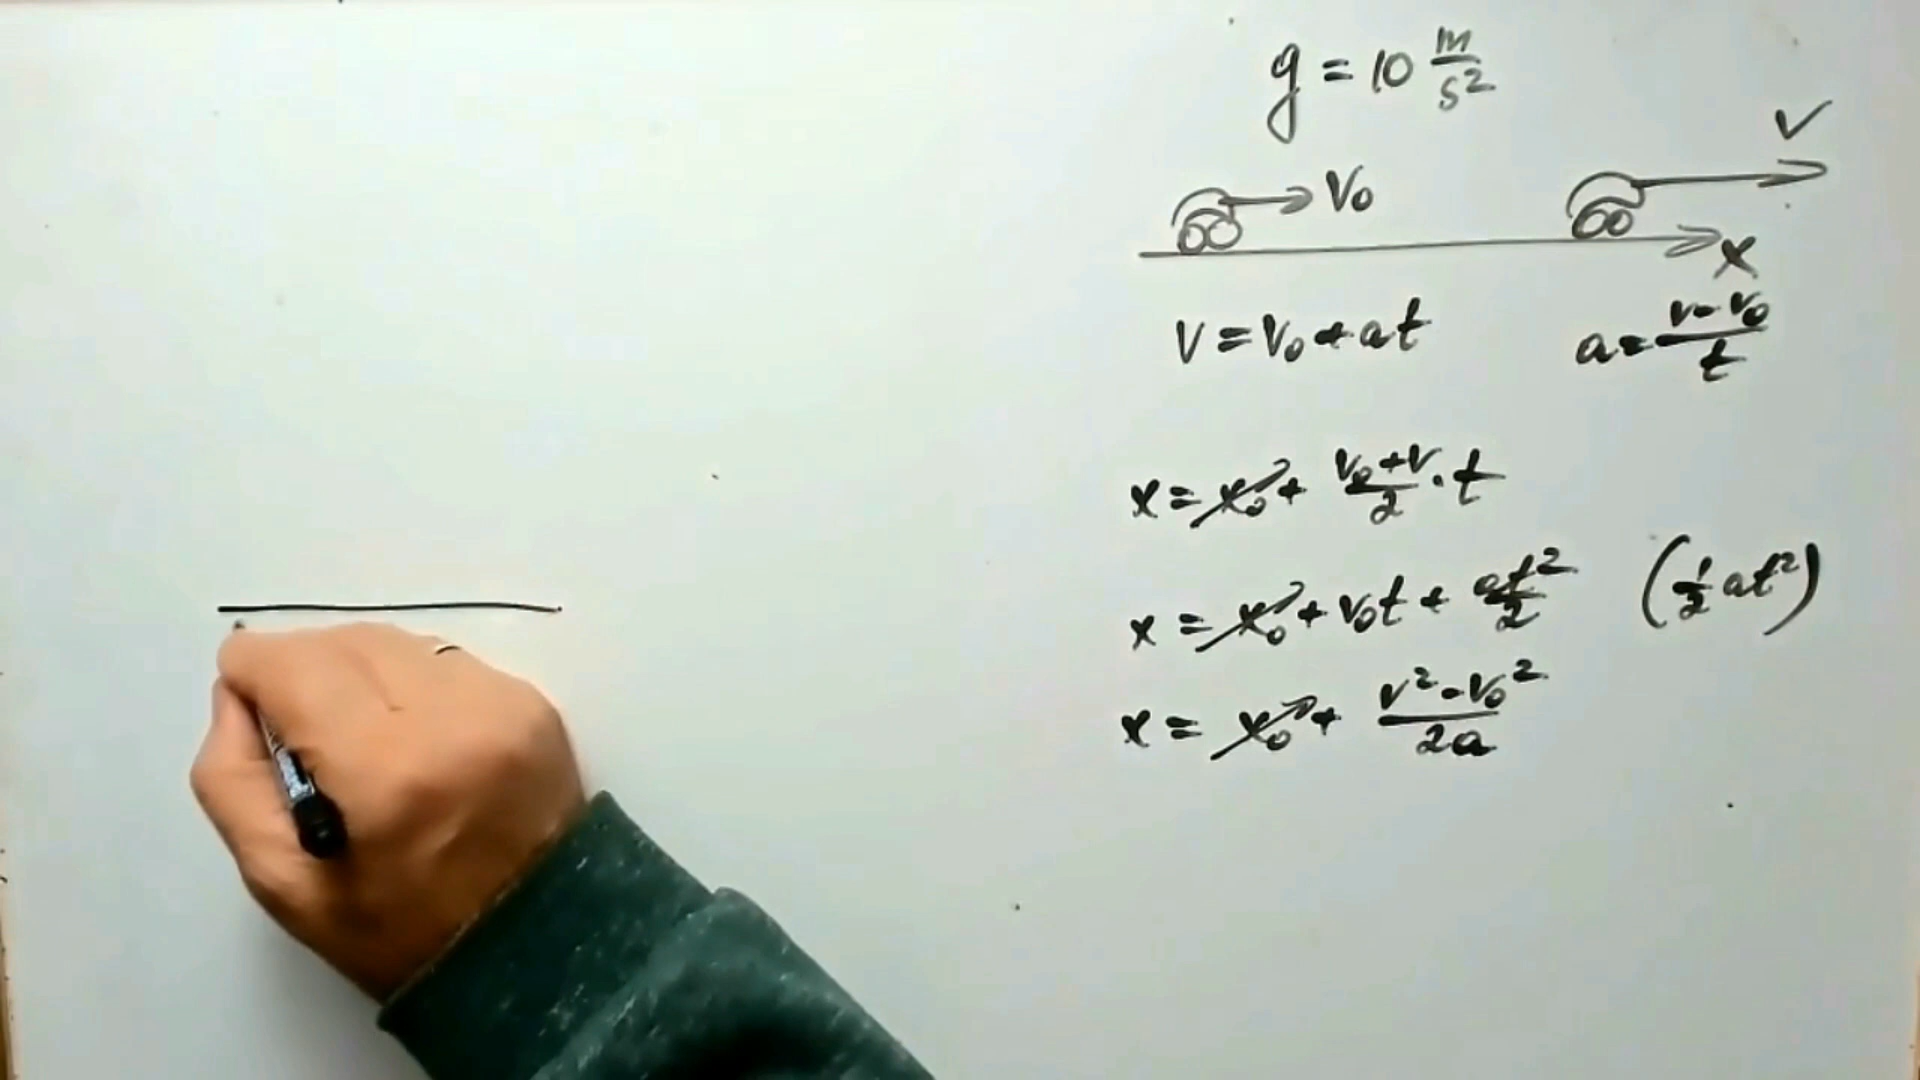 g = 10 m/s²
V
V₀
x
V = V₀ + at
a = (v - v₀)/t
x = x₀ + (v₀ + v)/2 · t
x = x₀ + v₀t + at²/2 (1/2 at²)
x = x₀ + (v² - v₀²)/2a